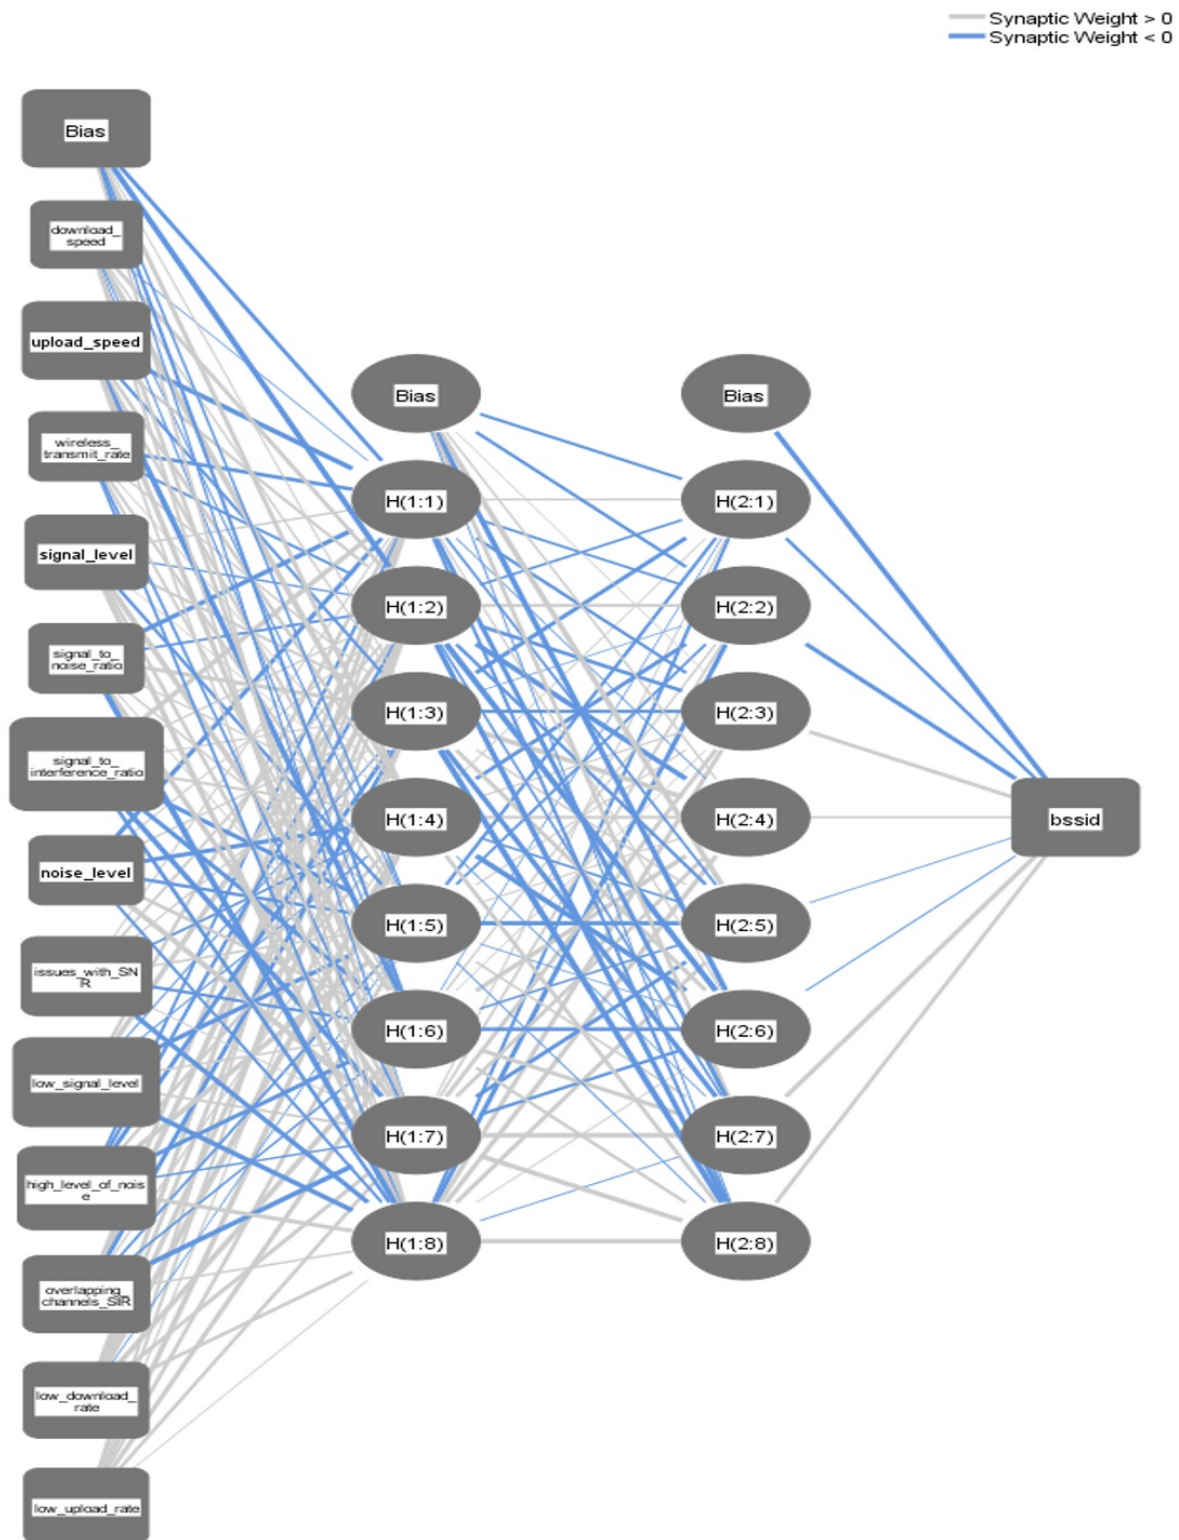 Synaptic Weight > 0
Synaptic Weight < 0
Bias
download_
speed
upload_speed
wireless_
transmit_rate
signal_level
signal_to_
noise_ratio
signal_to_
interference_ratio
noise_level
issues_with_SN
R
low_signal_level
high_level_of_nois
e
overlapping_
channels_SIR
low_download_
rate
low_upload_rate
Bias
H(1:1)
H(1:2)
H(1:3)
H(1:4)
H(1:5)
H(1:6)
H(1:7)
H(1:8)
Bias
H(2:1)
H(2:2)
H(2:3)
H(2:4)
H(2:5)
H(2:6)
H(2:7)
H(2:8)
bssid